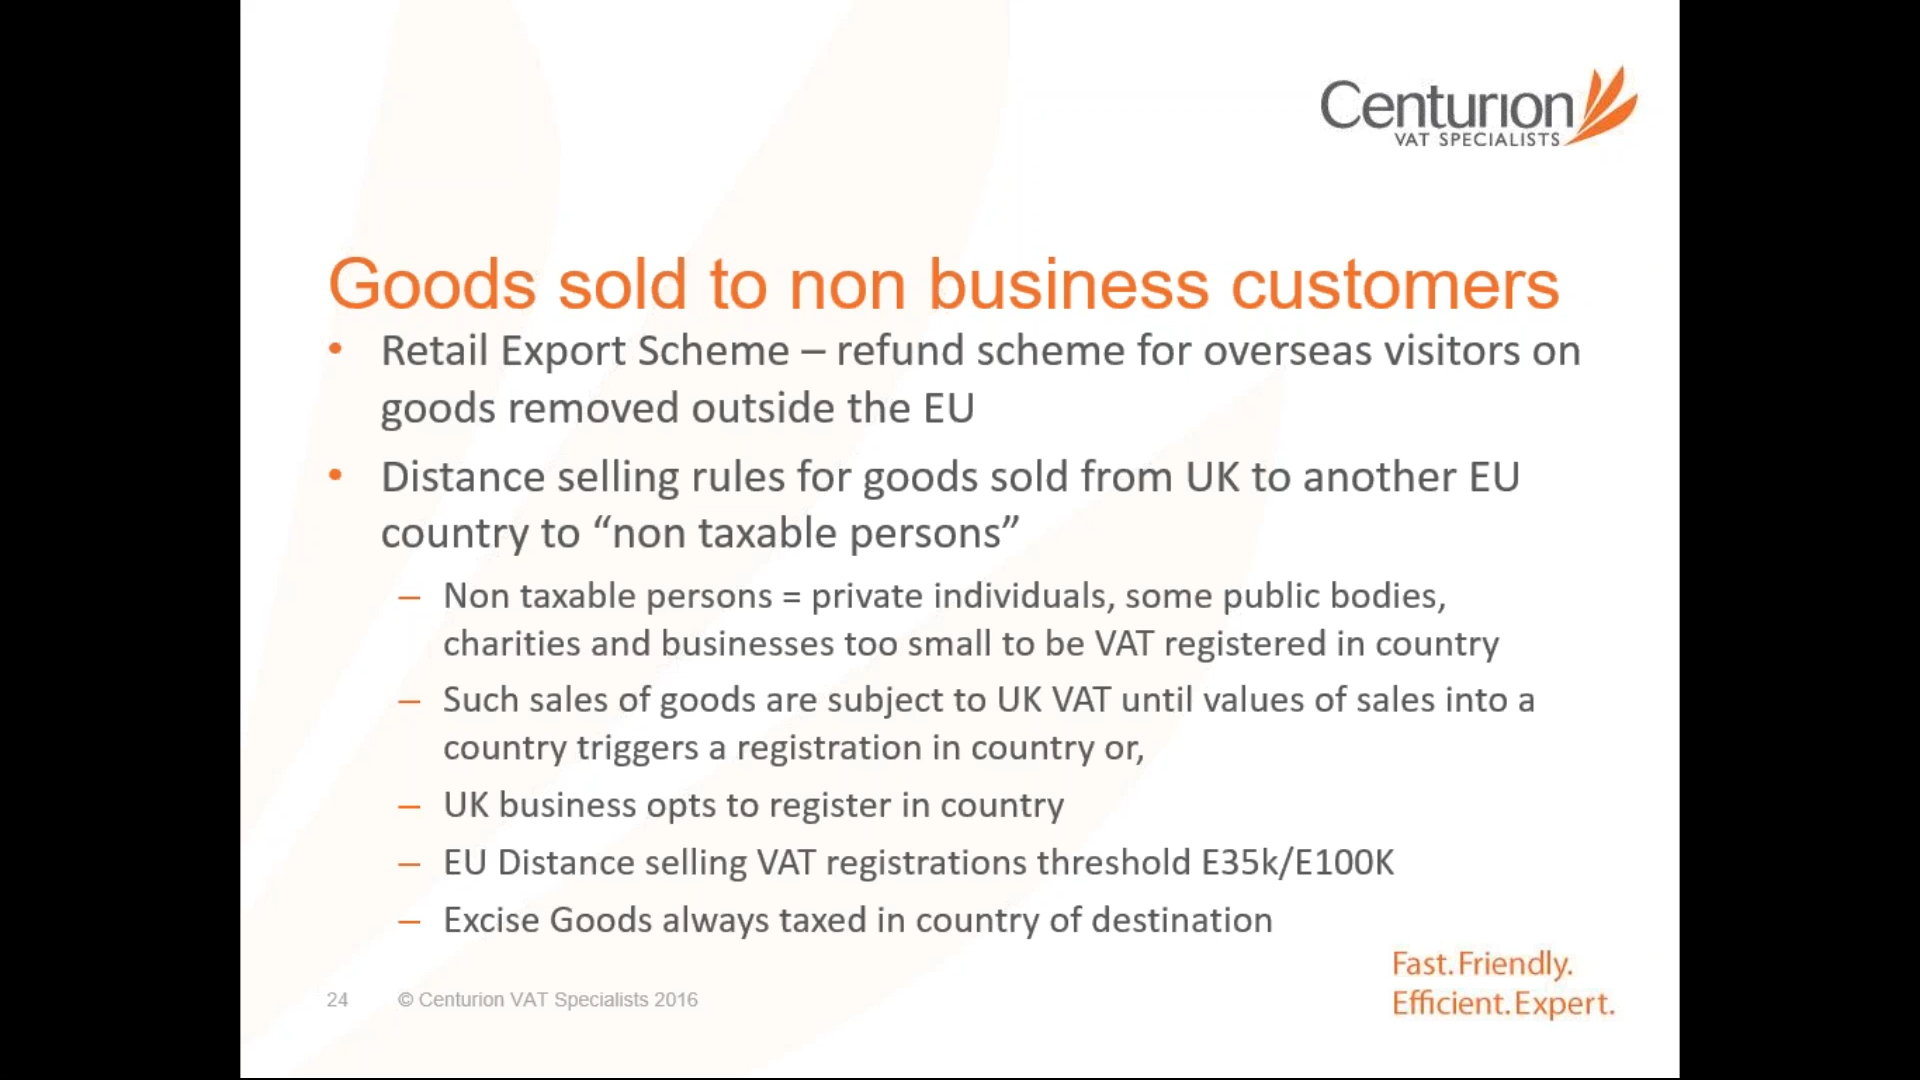 Centurion
VAT SPECIALISTS
Goods sold to non business customers
• Retail Export Scheme – refund scheme for overseas visitors on
goods removed outside the EU
• Distance selling rules for goods sold from UK to another EU
country to “non taxable persons”
– Non taxable persons = private individuals, some public bodies,
charities and businesses too small to be VAT registered in country
– Such sales of goods are subject to UK VAT until values of sales into a
country triggers a registration in country or,
– UK business opts to register in country
– EU Distance selling VAT registrations threshold E35k/E100K
– Excise Goods always taxed in country of destination
Fast. Friendly.
Efficient. Expert.
24 © Centurion VAT Specialists 2016